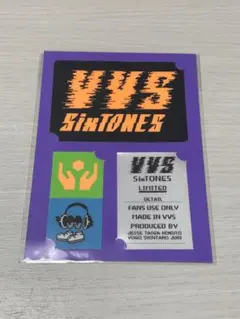 VVS
SixTONES
VVS
SixTONES
LIMITED
DETAIL
FANS USE ONLY
MADE IN VVS
PRODUCED BY
JESSE TAIGA HOKUTO
YUGO SHINTARO JURI